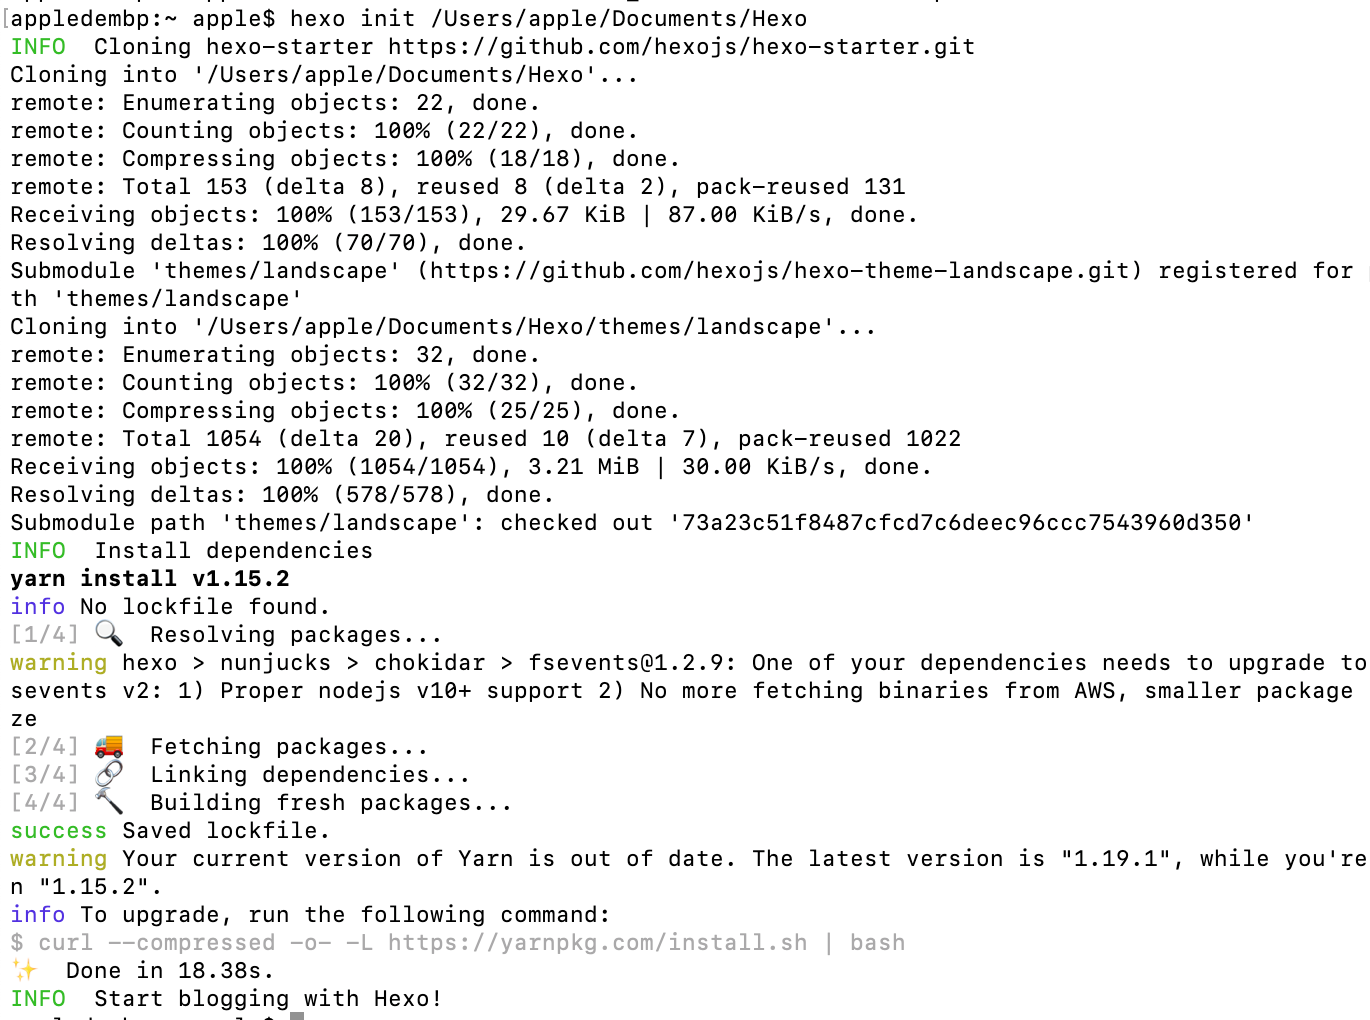 [appledembp:~ apple$ hexo init /Users/apple/Documents/Hexo
INFO  Cloning hexo-starter https://github.com/hexojs/hexo-starter.git
Cloning into '/Users/apple/Documents/Hexo'...
remote: Enumerating objects: 22, done.
remote: Counting objects: 100% (22/22), done.
remote: Compressing objects: 100% (18/18), done.
remote: Total 153 (delta 8), reused 8 (delta 2), pack-reused 131
Receiving objects: 100% (153/153), 29.67 KiB | 87.00 KiB/s, done.
Resolving deltas: 100% (70/70), done.
Submodule 'themes/landscape' (https://github.com/hexojs/hexo-theme-landscape.git) registered for
th 'themes/landscape'
Cloning into '/Users/apple/Documents/Hexo/themes/landscape'...
remote: Enumerating objects: 32, done.
remote: Counting objects: 100% (32/32), done.
remote: Compressing objects: 100% (25/25), done.
remote: Total 1054 (delta 20), reused 10 (delta 7), pack-reused 1022
Receiving objects: 100% (1054/1054), 3.21 MiB | 30.00 KiB/s, done.
Resolving deltas: 100% (578/578), done.
Submodule path 'themes/landscape': checked out '73a23c51f8487cfcd7c6deec96ccc7543960d350'
INFO  Install dependencies
yarn install v1.15.2
info No lockfile found.
[1/4] 🔍  Resolving packages...
warning hexo > nunjucks > chokidar > fsevents@1.2.9: One of your dependencies needs to upgrade to
sevents v2: 1) Proper nodejs v10+ support 2) No more fetching binaries from AWS, smaller package
ze
[2/4] 🚚  Fetching packages...
[3/4] 🔗  Linking dependencies...
[4/4] 🔨  Building fresh packages...
success Saved lockfile.
warning Your current version of Yarn is out of date. The latest version is "1.19.1", while you're
n "1.15.2".
info To upgrade, run the following command:
$ curl --compressed -o- -L https://yarnpkg.com/install.sh | bash
✨  Done in 18.38s.
INFO  Start blogging with Hexo!